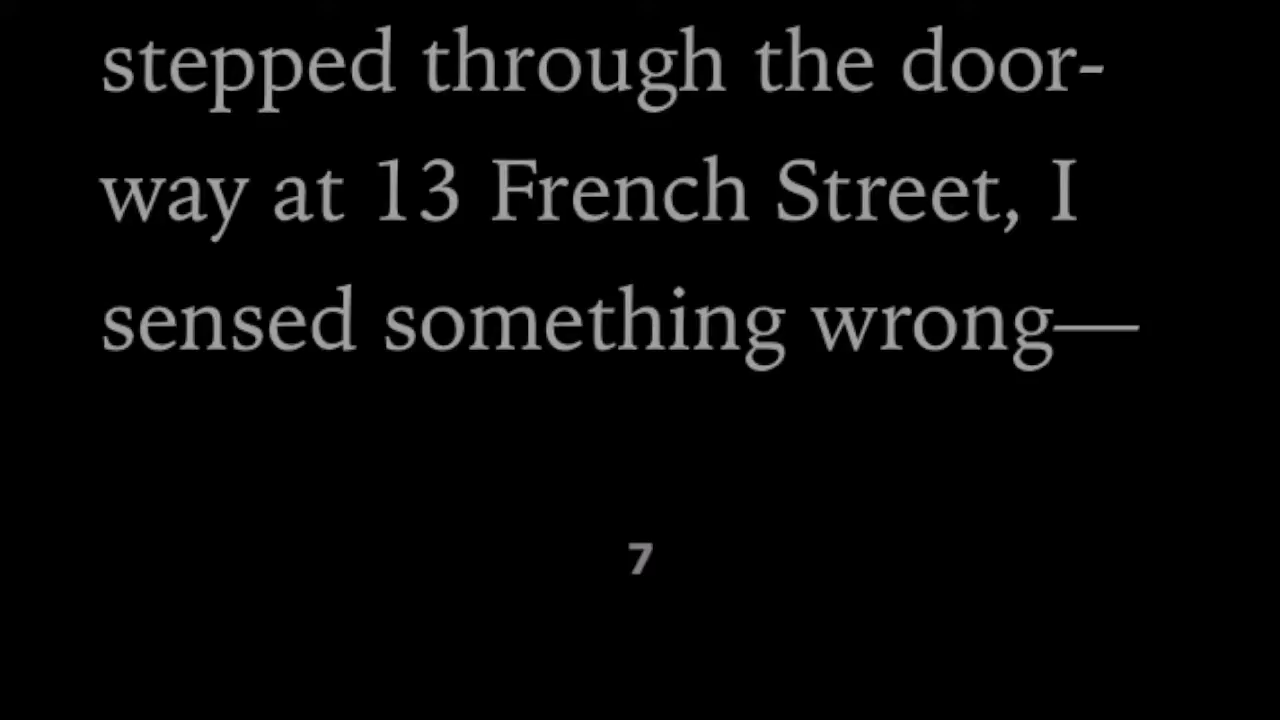 stepped through the door-
way at 13 French Street, I
sensed something wrong—
7